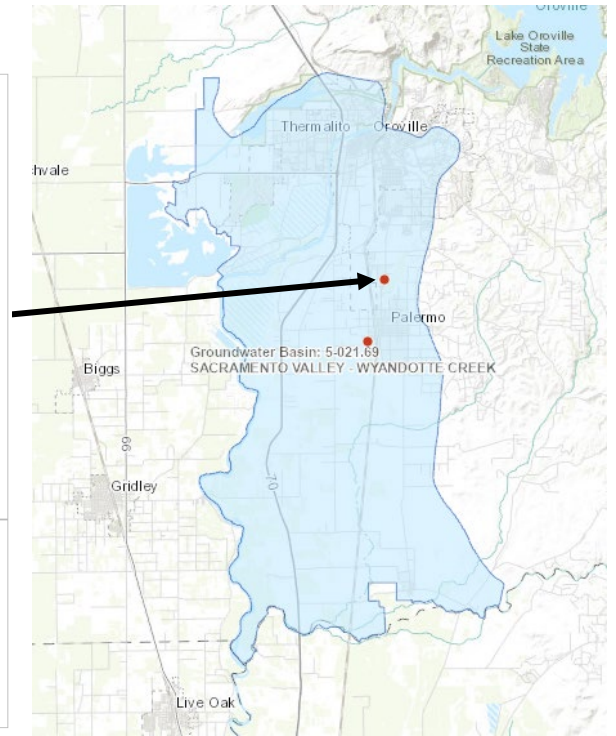 Oroville
Lake Oroville
State
Recreation Area
Thermalito
Oroville
hvale
Palermo
Groundwater Basin: 5-021.69
SACRAMENTO VALLEY - WYANDOTTE CREEK
Biggs
99
70
Gridley
Live Oak